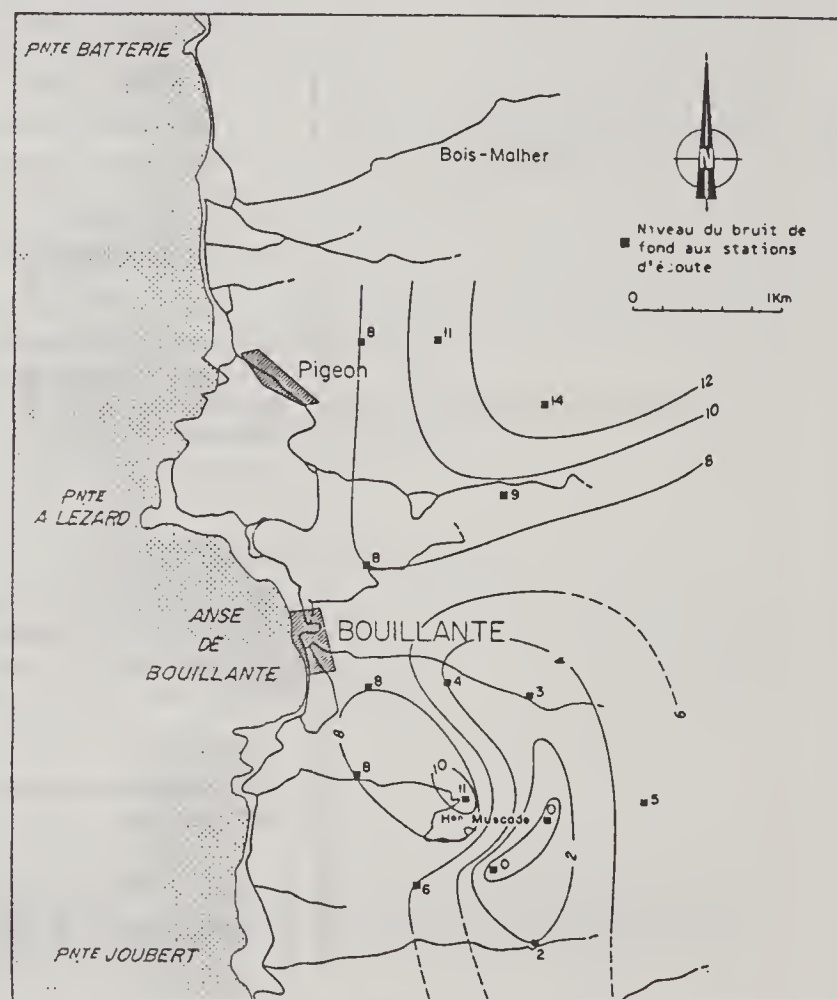 PNTE BATTERIE
Bois-Malher
N
Niveau du bruit de
fond aux stations
d'écoute
0 1Km
8
11
Pigeon
14
12
10
8
PNTE
A LEZARD
9
8
ANSE
DE
BOUILLANTE
BOUILLANTE
4
6
8
4
3
8
8
10
11
5
Hon Muscade
0
0
2
6
2
PNTE JOUBERT